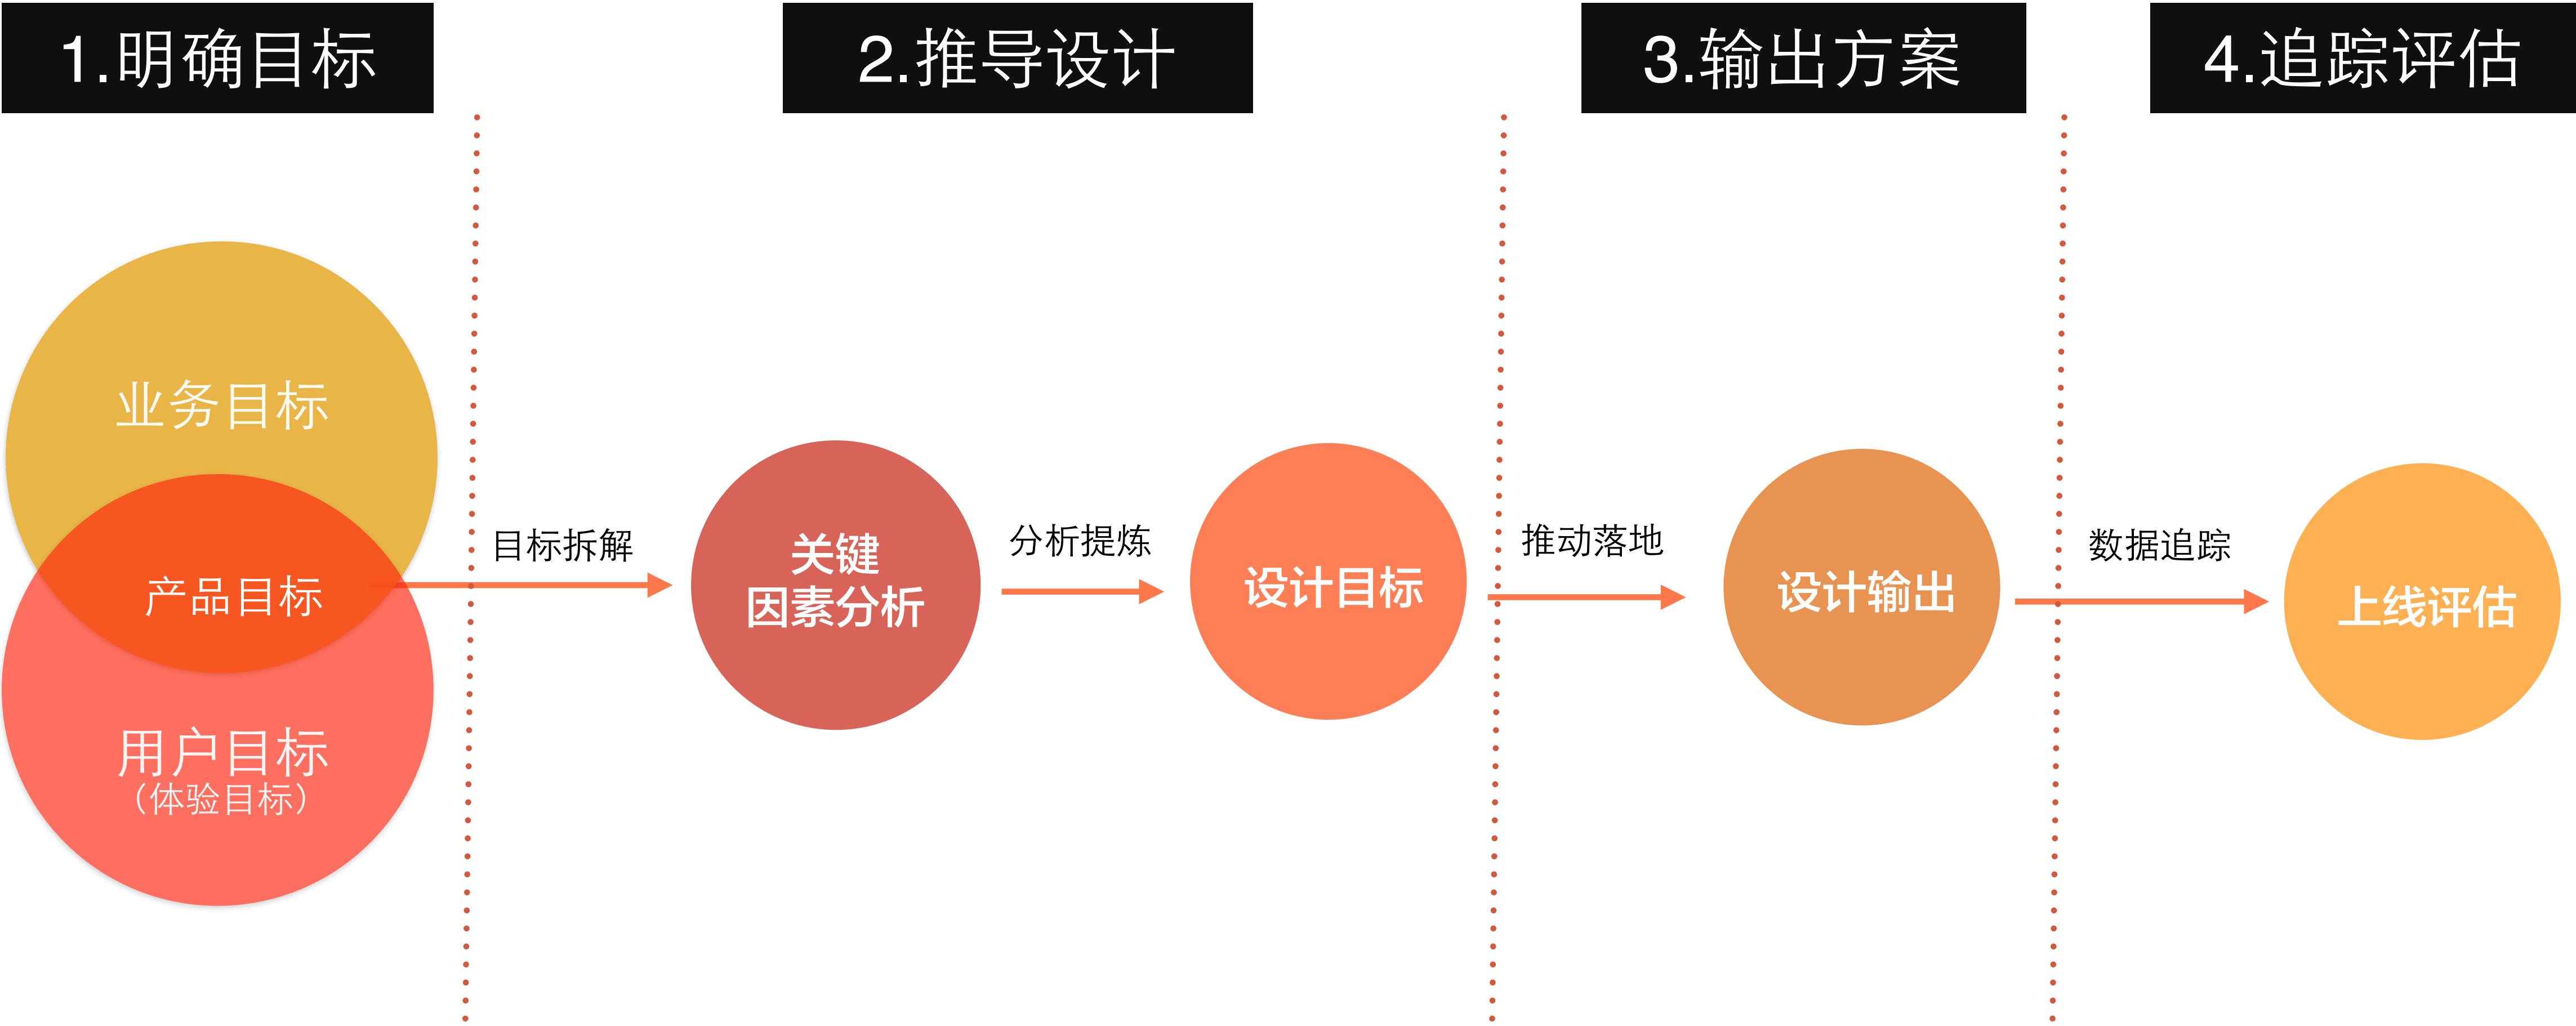 1.明确目标
2.推导设计
3.输出方案
4.追踪评估
业务目标
产品目标
用户目标
（体验目标）
目标拆解
关键
因素分析
分析提炼
设计目标
推动落地
设计输出
数据追踪
上线评估